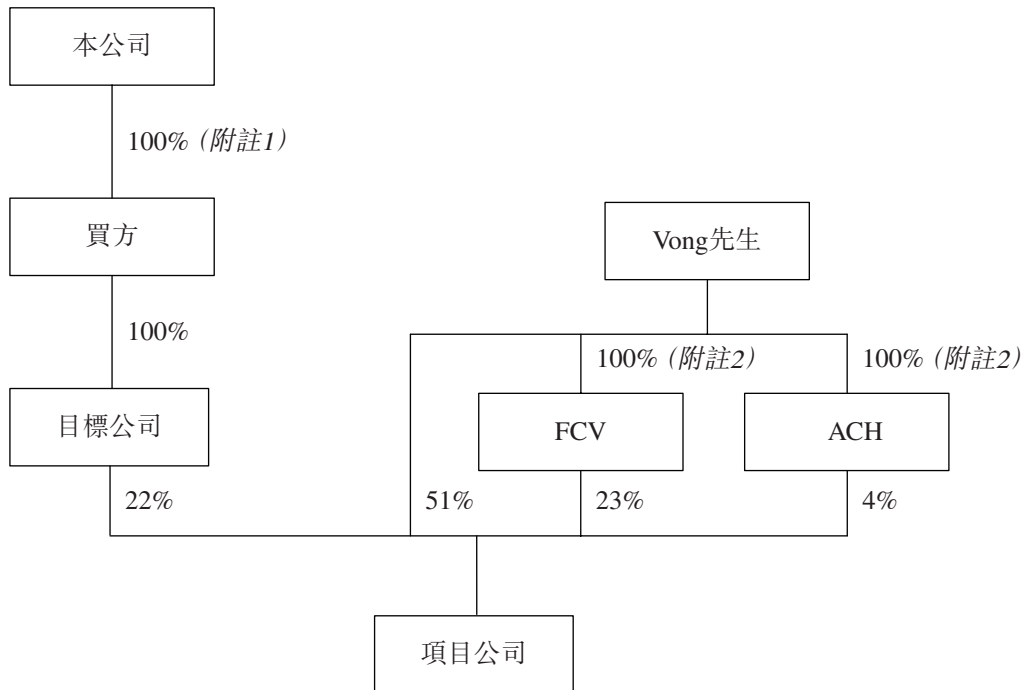 本公司
100% (附註1)
買方
Vong先生
100%
100% (附註2)
100% (附註2)
目標公司
FCV
ACH
22%
51%
23%
4%
項目公司